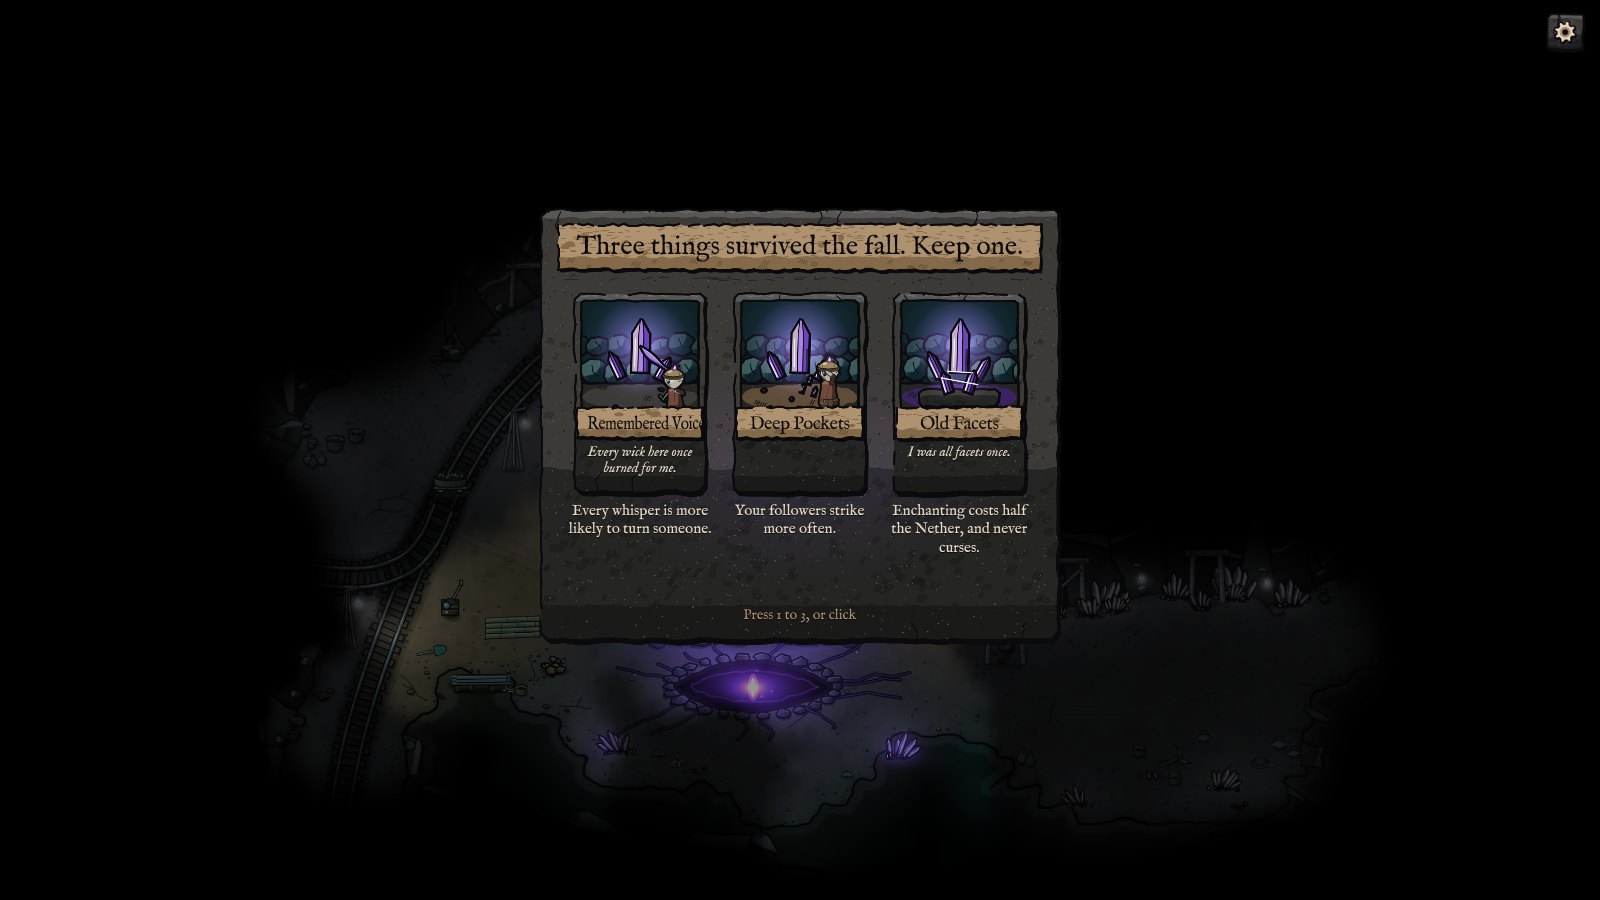 Three things survived the fall. Keep one.
Remembered Voice
Every wick here once
burned for me.
Every whisper is more
likely to turn someone.
Deep Pockets
Your followers strike
more often.
Old Facets
I was all facets once.
Enchanting costs half
the Nether, and never
curses.
Press 1 to 3, or click